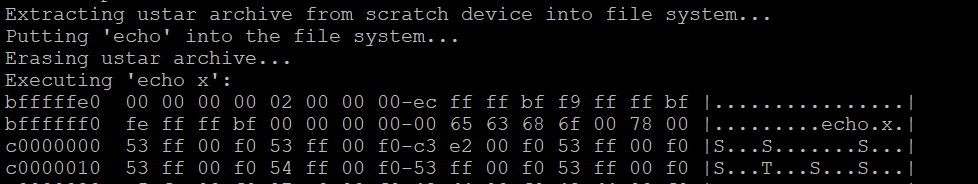 Extracting ustar archive from scratch device into file system...
Putting 'echo' into the file system...
Erasing ustar archive...
Executing 'echo x':
bfffffe0  00 00 00 00 02 00 00 00-ec ff ff bf f9 ff ff bf |................|
bffffff0  fe ff ff bf 00 00 00 00-00 65 63 68 6f 00 78 00 |.........echo.x.|
c0000000  53 ff 00 f0 53 ff 00 f0-c3 e2 00 f0 53 ff 00 f0 |S...S.......S...|
c0000010  53 ff 00 f0 54 ff 00 f0-53 ff 00 f0 53 ff 00 f0 |S...T...S...S...|